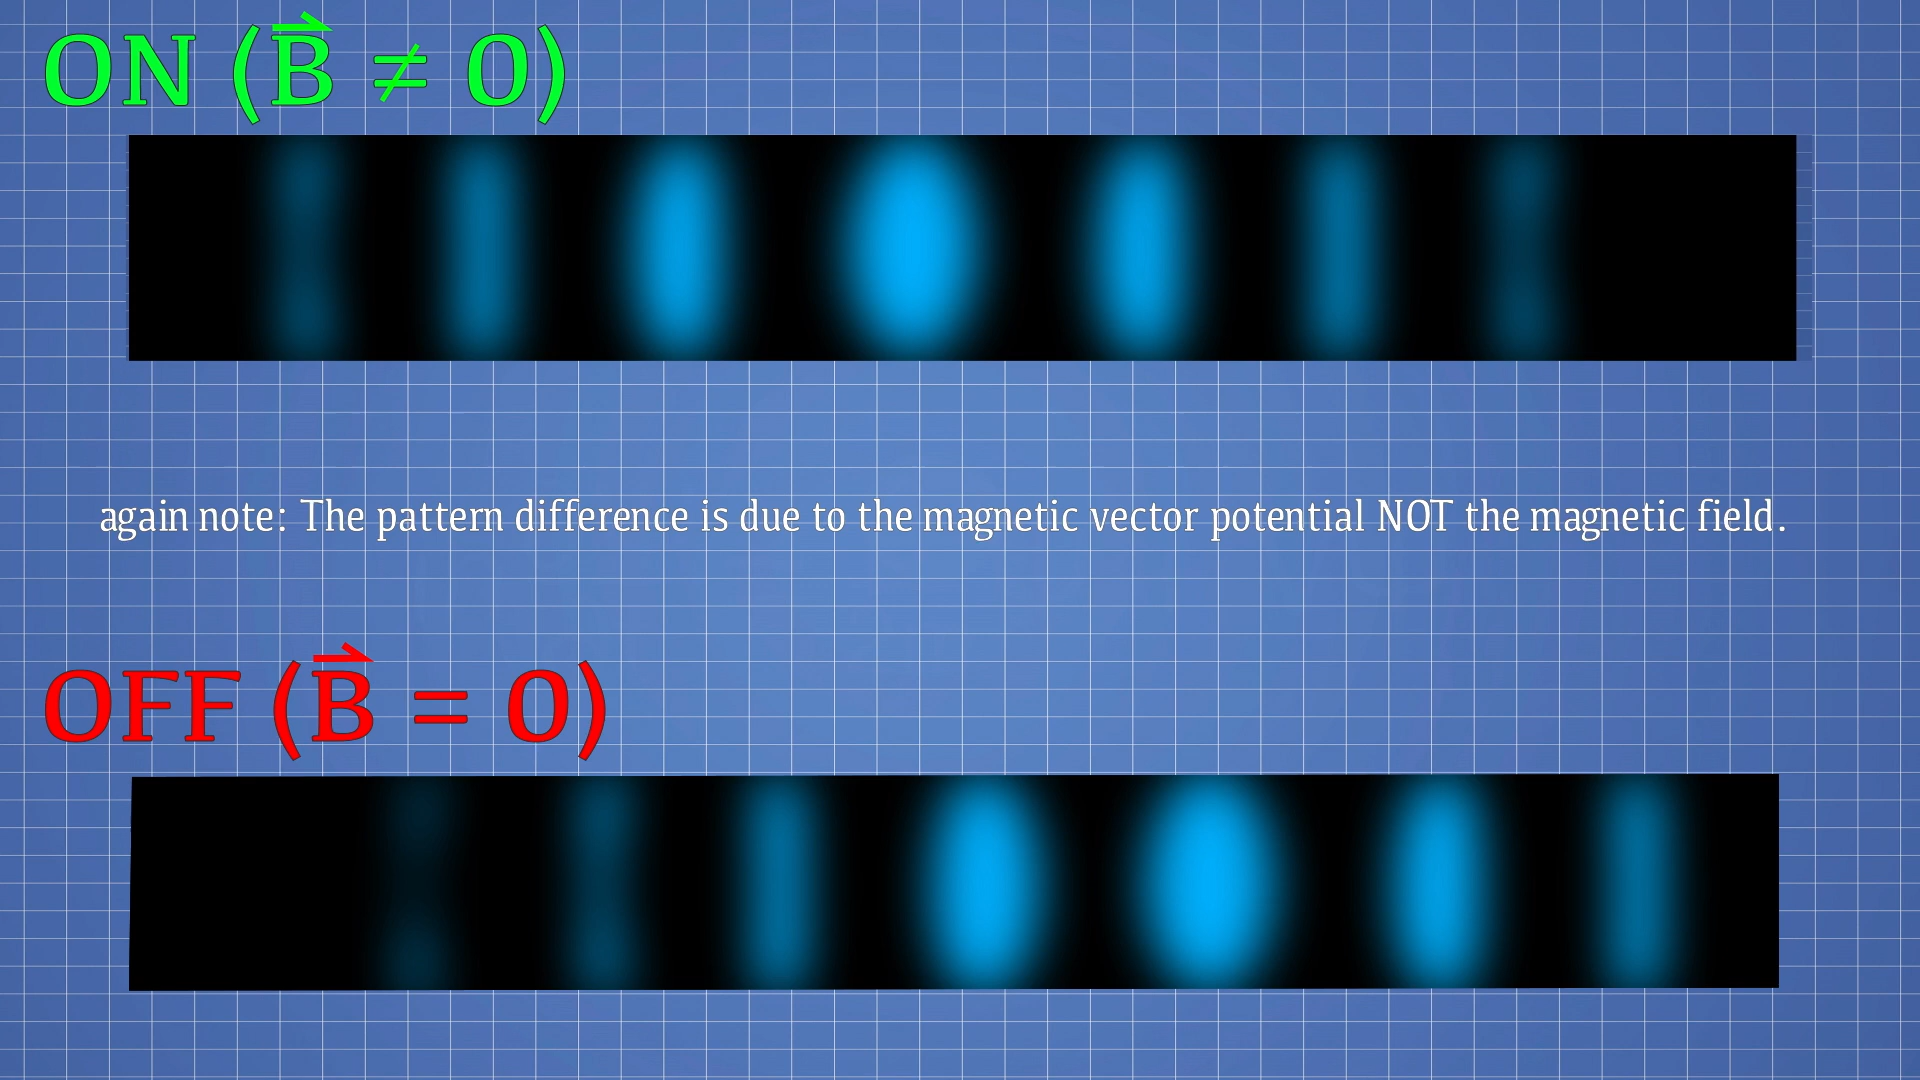 ON (B⃗ ≠ 0)
again note: The pattern difference is due to the magnetic vector potential NOT the magnetic field.
OFF (B⃗ = 0)